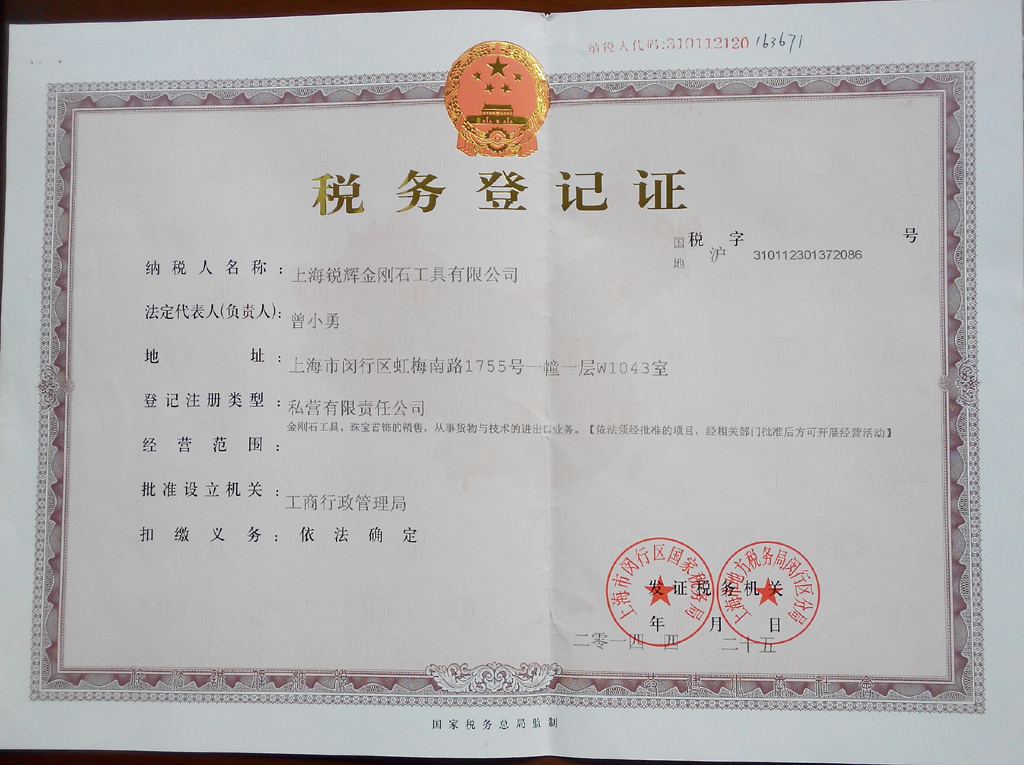 纳税人代码:310112120 163671
税务登记证
国 税 沪 字 310112301372086 号
地
纳税人名称: 上海锐辉金刚石工具有限公司
法定代表人(负责人): 曾小勇
地 址: 上海市闵行区虹梅南路1755号一幢一层W1043室
登记注册类型: 私营有限责任公司
经营范围: 金刚石工具,珠宝首饰的销售,从事货物与技术的进出口业务。【依法须经批准的项目,经相关部门批准后方可开展经营活动】
批准设立机关: 工商行政管理局
扣缴义务: 依法确定
上海市闵行区国家税务局
上海市地方税务局闵行区分局
发证税务机关
年 月 日
二零一四 四 二十五
国家税务总局监制